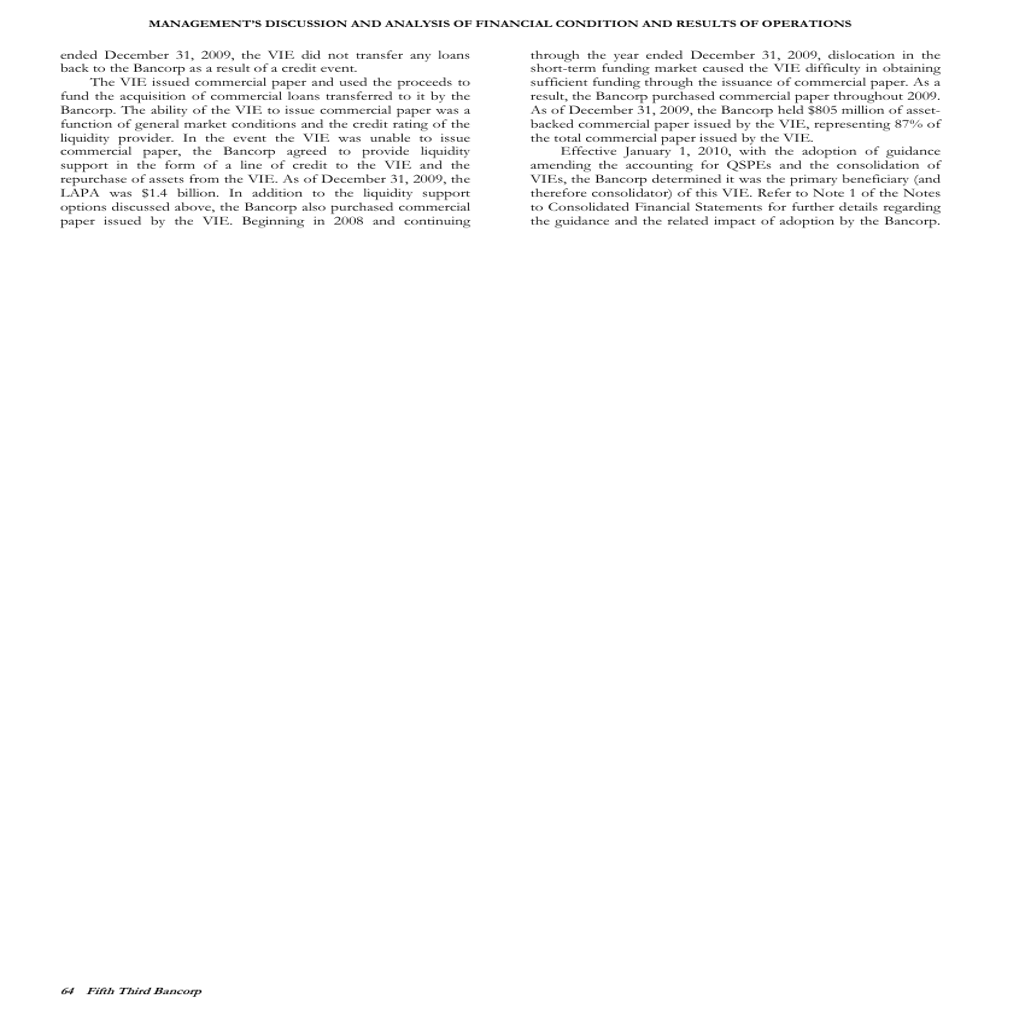 MANAGEMENT'S DISCUSSION AND ANALYSIS OF FINANCIAL CONDITION AND RESULTS OF OPERATIONS
ended December 31, 2009, the VIE did not transfer any loans
back to the Bancorp as a result of a credit event.
The VIE issued commercial paper and used the proceeds to
fund the acquisition of commercial loans transferred to it by the
Bancorp. The ability of the VIE to issue commercial paper was a
function of general market conditions and the credit rating of the
liquidity provider. In the event the VIE was unable to issue
commercial paper, the Bancorp agreed to provide liquidity
support in the form of a line of credit to the VIE and the
repurchase of assets from the VIE. As of December 31, 2009, the
LAPA was $1.4 billion. In addition to the liquidity support
options discussed above, the Bancorp also purchased commercial
paper issued by the VIE. Beginning in 2008 and continuing
through the year ended December 31, 2009, dislocation in the
short-term funding market caused the VIE difficulty in obtaining
sufficient funding through the issuance of commercial paper. As a
result, the Bancorp purchased commercial paper throughout 2009.
As of December 31, 2009, the Bancorp held $805 million of asset-
backed commercial paper issued by the VIE, representing 87% of
the total commercial paper issued by the VIE.
Effective January 1, 2010, with the adoption of guidance
amending the accounting for QSPEs and the consolidation of
VIEs, the Bancorp determined it was the primary beneficiary (and
therefore consolidator) of this VIE. Refer to Note 1 of the Notes
to Consolidated Financial Statements for further details regarding
the guidance and the related impact of adoption by the Bancorp.
64 Fifth Third Bancorp